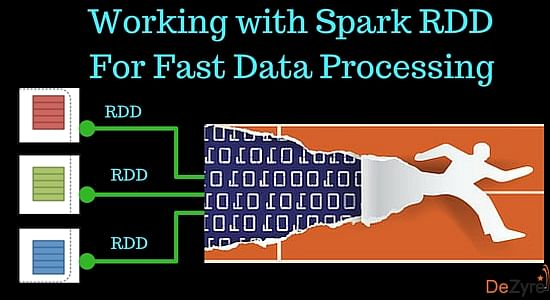 Working with Spark RDD
For Fast Data Processing
RDD
RDD
RDD
DeZyre